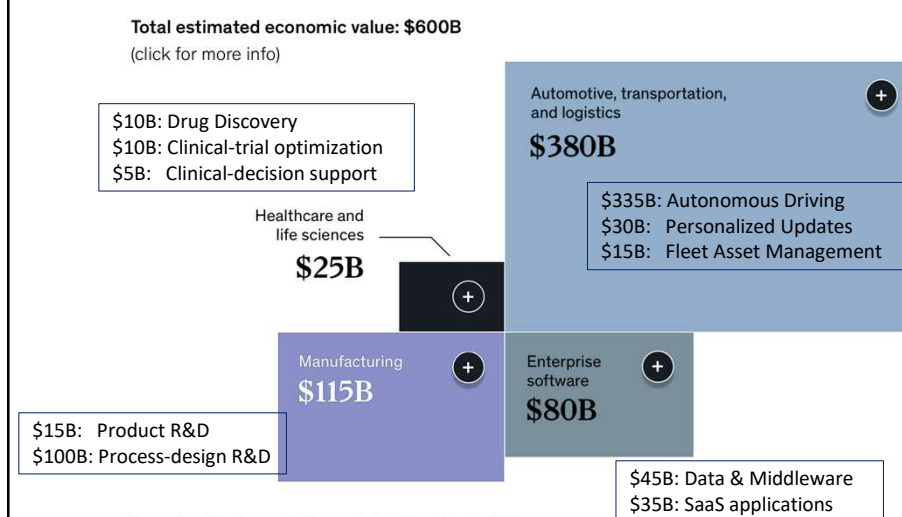 Total estimated economic value: $600B
(click for more info)
$10B: Drug Discovery
$10B: Clinical-trial optimization
$5B: Clinical-decision support
Automotive, transportation,
and logistics
$380B
$335B: Autonomous Driving
$30B: Personalized Updates
$15B: Fleet Asset Management
Healthcare and
life sciences
$25B
Manufacturing
$115B
$15B: Product R&D
$100B: Process-design R&D
Enterprise
software
$80B
$45B: Data & Middleware
$35B: SaaS applications